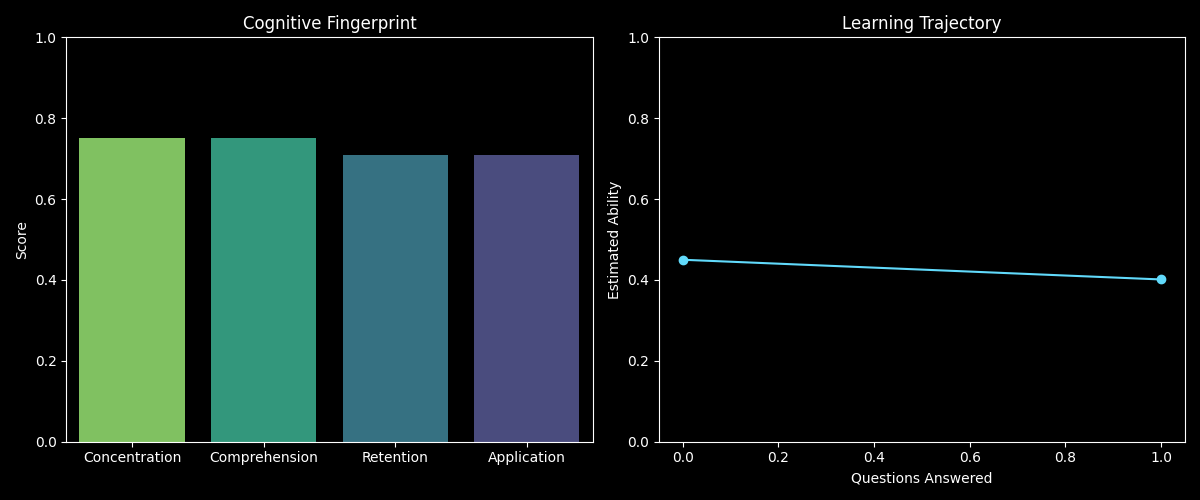 Cognitive Fingerprint
1.0
0.8
0.6
0.4
0.2
0.0
Score
Concentration Comprehension Retention Application
Learning Trajectory
1.0
0.8
0.6
0.4
0.2
0.0
Estimated Ability
0.0 0.2 0.4 0.6 0.8 1.0
Questions Answered